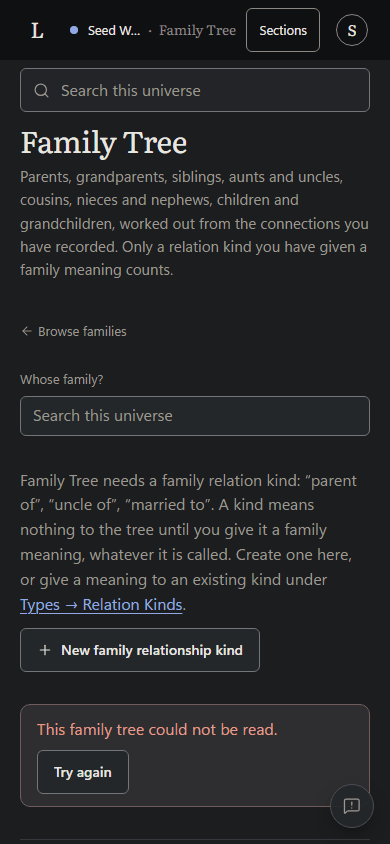 L
Seed W... · Family Tree
Sections
S
Search this universe
Family Tree
Parents, grandparents, siblings, aunts and uncles,
cousins, nieces and nephews, children and
grandchildren, worked out from the connections you
have recorded. Only a relation kind you have given a
family meaning counts.
← Browse families
Whose family?
Search this universe
Family Tree needs a family relation kind: “parent
of”, “uncle of”, “married to”. A kind means
nothing to the tree until you give it a family
meaning, whatever it is called. Create one here,
or give a meaning to an existing kind under
Types → Relation Kinds.
+ New family relationship kind
This family tree could not be read.
Try again